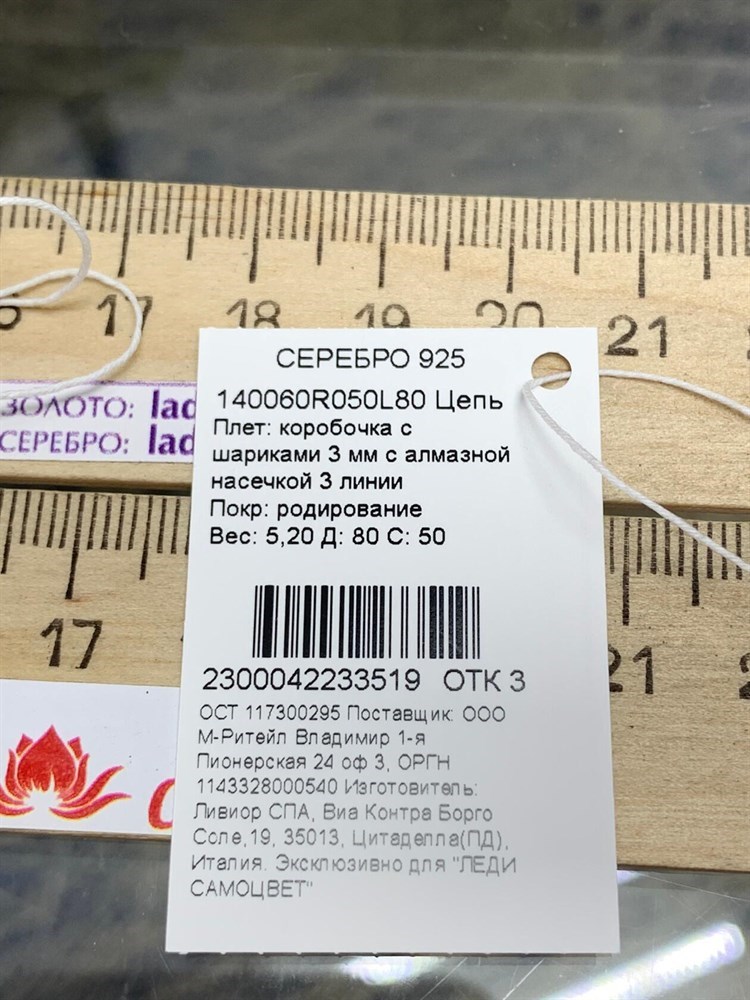 17 18 19 20 21
СЕРЕБРО 925
140060R050L80 Цепь
Плет: коробочка с
шариками 3 мм с алмазной
насечкой 3 линии
Покр: родирование
Вес: 5,20 Д: 80 С: 50
2300042233519 ОТК 3
ОСТ 117300295 Поставщик: ООО
М-Ритейл Владимир 1-я
Пионерская 24 оф 3, ОРГН
1143328000540 Изготовитель:
Ливиор СПА, Виа Контра Борго
Соле,19, 35013, Цитаделла(ПД),
Италия. Эксклюзивно для "ЛЕДИ
САМОЦВЕТ"
ЗОЛОТО: lad
СЕРЕБРО: lad
17 21